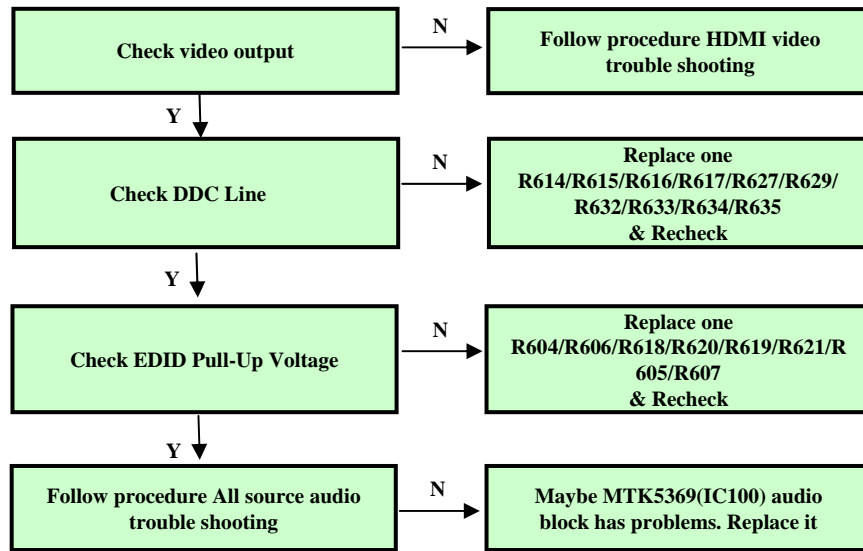 Check video output
N
Follow procedure HDMI video
trouble shooting
Y
Check DDC Line
N
Replace one
R614/R615/R616/R617/R627/R629/
R632/R633/R634/R635
& Recheck
Y
Check EDID Pull-Up Voltage
N
Replace one
R604/R606/R618/R620/R619/R621/R
605/R607
& Recheck
Y
Follow procedure All source audio
trouble shooting
N
Maybe MTK5369(IC100) audio
block has problems. Replace it